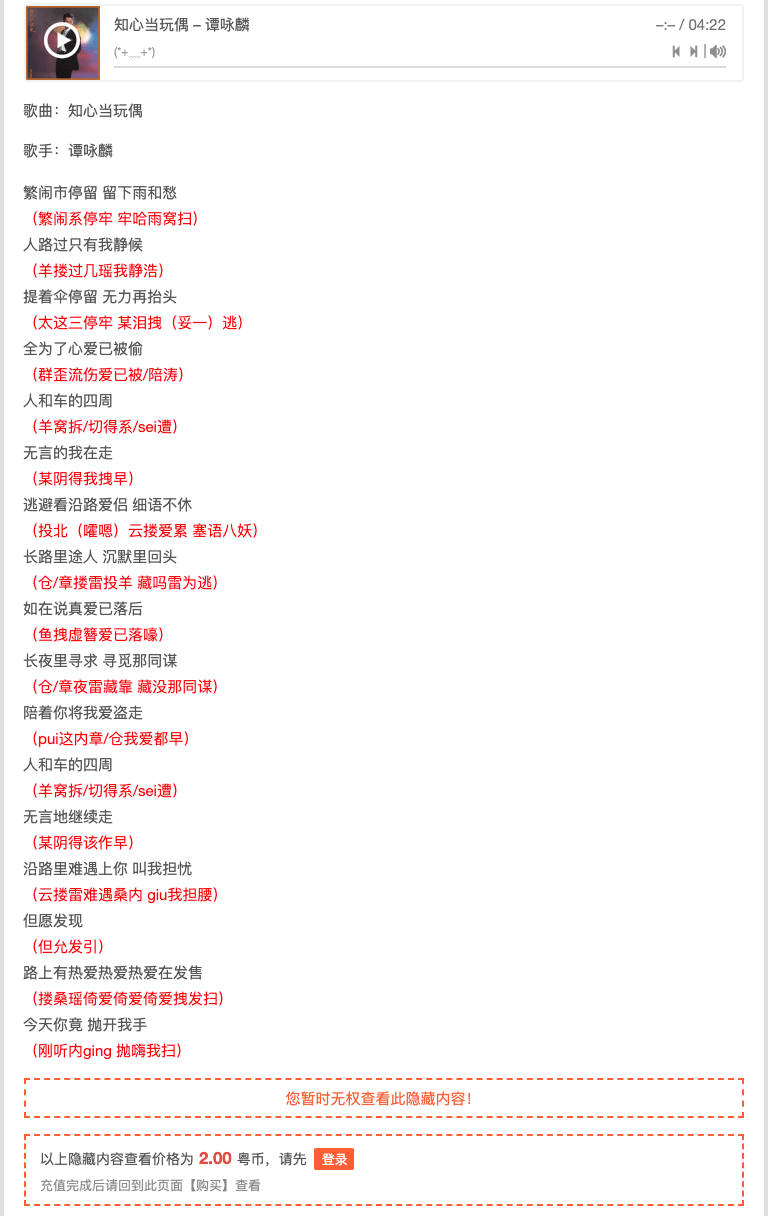 知心当玩偶 – 谭咏麟
–:– / 04:22
(*+﹏+*)
歌曲：知心当玩偶
歌手：谭咏麟
繁闹市停留 留下雨和愁
（繁闹系停牢 牢哈雨窝扫）
人路过只有我静候
（羊搂过几瑶我静浩）
提着伞停留 无力再抬头
（太这三停牢 某泪拽（妥一）逃）
全为了心爱已被偷
（群歪流伤爱已被/陪涛）
人和车的四周
（羊窝拆/切得系/sei遭）
无言的我在走
（某阴得我拽早）
逃避看沿路爱侣 细语不休
（投北（嚯嗯）云搂爱累 塞语八妖）
长路里途人 沉默里回头
（仓/章搂雷投羊 藏吗雷为逃）
如在说真爱已落后
（鱼拽虚簪爱已落嚎）
长夜里寻求 寻觅那同谋
（仓/章夜雷藏靠 藏没那同谋）
陪着你将我爱盗走
（pui这内章/仓我爱都早）
人和车的四周
（羊窝拆/切得系/sei遭）
无言地继续走
（某阴得该作早）
沿路里难遇上你 叫我担忧
（云搂雷难遇桑内 giu我担腰）
但愿发现
（但允发引）
路上有热爱热爱热爱在发售
（搂桑瑶倚爱倚爱倚爱拽发扫）
今天你竟 抛开我手
（刚听内ging 抛嗨我扫）
您暂时无权查看此隐藏内容！
以上隐藏内容查看价格为 2.00 粤币，请先 登录
充值完成后请回到此页面【购买】查看